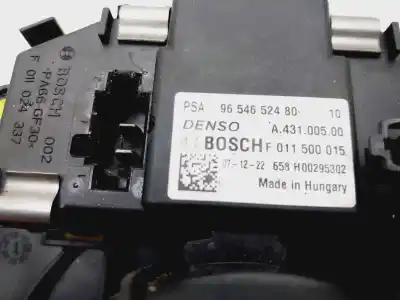 BOSCH 002
PA66-GF30-
F 011 024 337
PSA 96 546 524 80 10
DENSO A.431.005.00
BOSCH F 011 500 015
07-12-22 658 H00295302
Made in Hungary